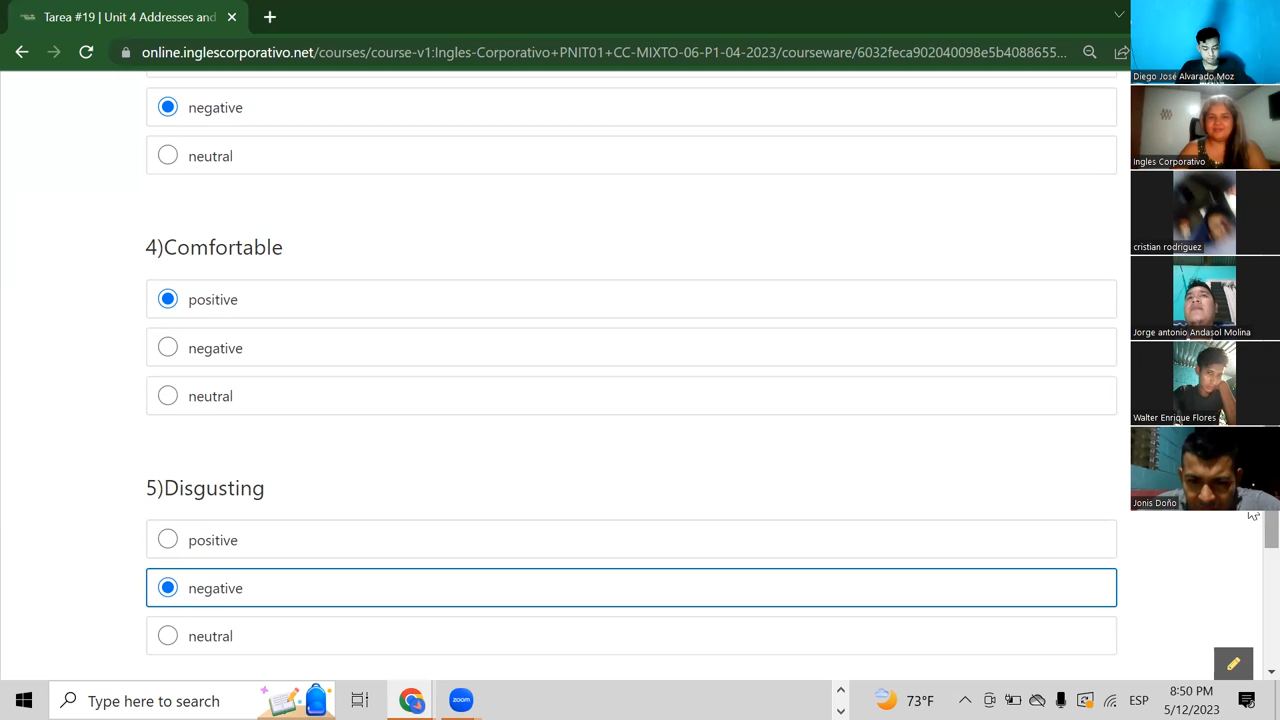 Tarea #19 | Unit 4 Addresses and
online.inglescorporativo.net/courses/course-v1:Ingles-Corporativo+PNIT01+CC-MIXTO-06-P1-04-2023/courseware/6032feca902040098e5b4088655...
negative
neutral
4)Comfortable
positive
negative
neutral
5)Disgusting
positive
negative
neutral
Diego José Alvarado Moz
Ingles Corporativo
cristian rodríguez
Jorge antonio Andasol Molina
Walter Enrique Flores
Jonis Doño
Type here to search
zoom
73°F
ESP
8:50 PM
5/12/2023